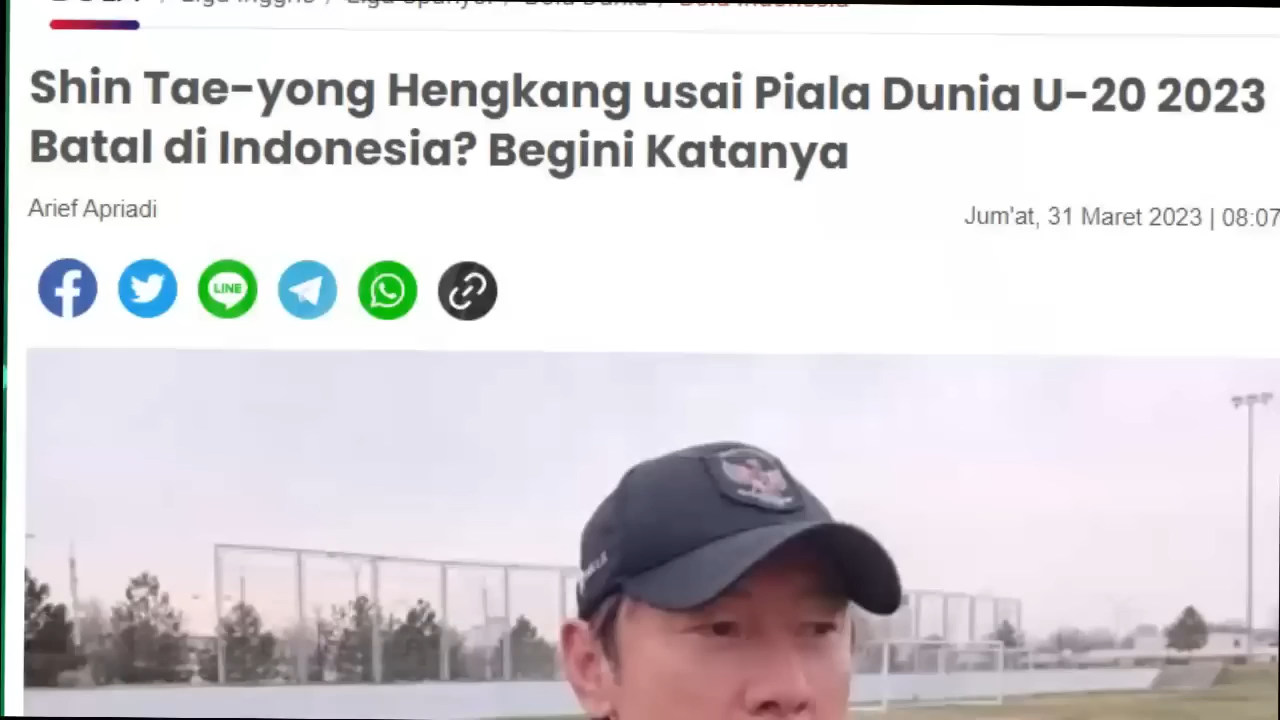 Shin Tae-yong Hengkang usai Piala Dunia U-20 2023
Batal di Indonesia? Begini Katanya
Arief Apriadi
Jum'at, 31 Maret 2023 | 08:07
LINE